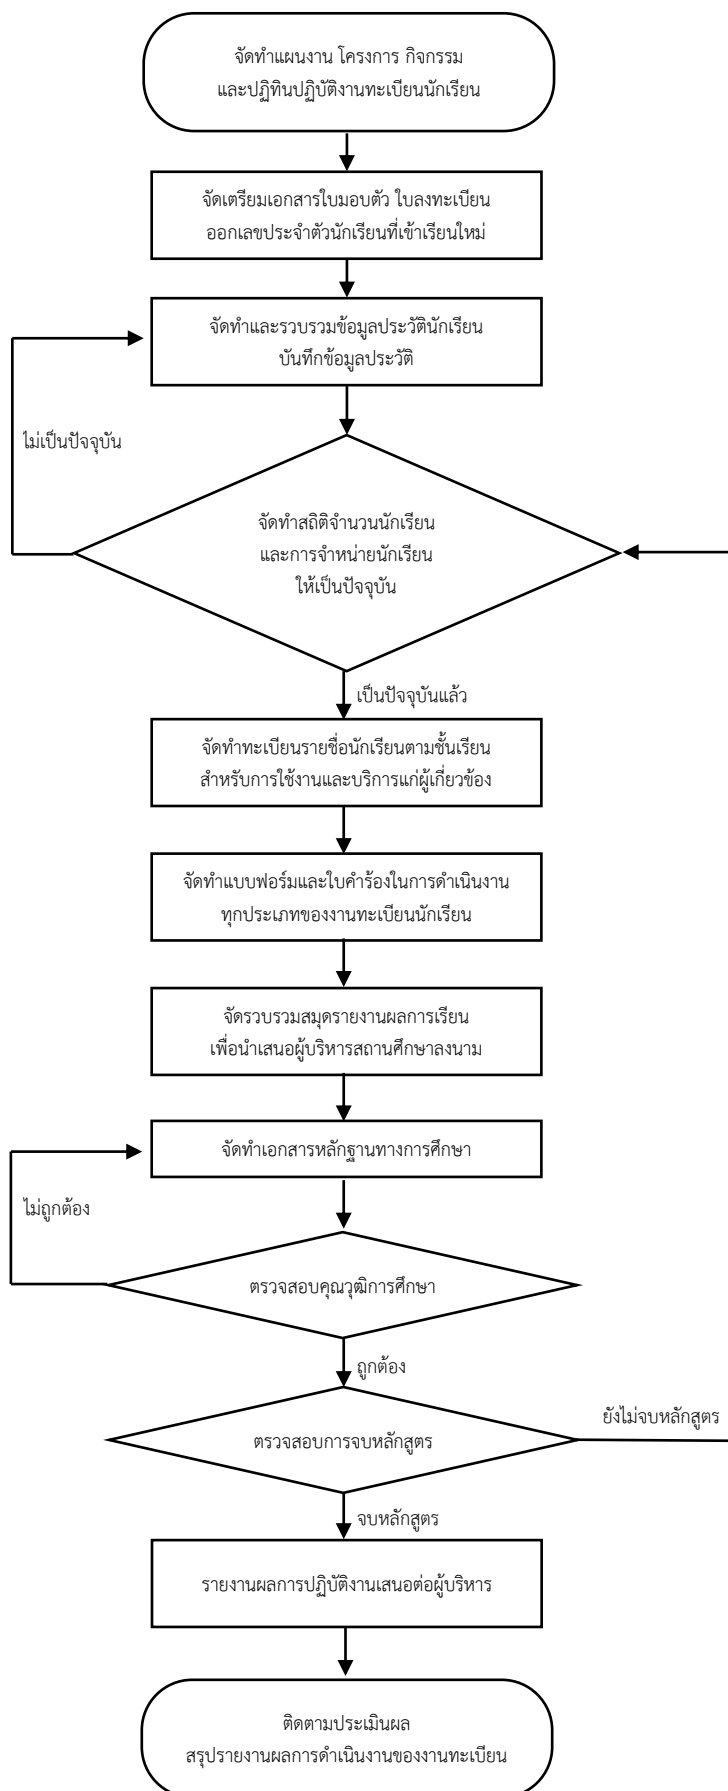 จัดทำแผนงาน โครงการ กิจกรรม
และปฏิทินปฏิบัติงานทะเบียนนักเรียน
จัดเตรียมเอกสารใบมอบตัว ใบลงทะเบียน
ออกเลขประจำตัวนักเรียนที่เข้าเรียนใหม่
จัดทำและรวบรวมข้อมูลประวัตินักเรียน
บันทึกข้อมูลประวัติ
ไม่เป็นปัจจุบัน
จัดทำสถิติจำนวนนักเรียน
และการจำหน่ายนักเรียน
ให้เป็นปัจจุบัน
เป็นปัจจุบันแล้ว
จัดทำทะเบียนรายชื่อนักเรียนตามชั้นเรียน
สำหรับการใช้งานและบริการแก่ผู้เกี่ยวข้อง
จัดทำแบบฟอร์มและใบคำร้องในการดำเนินงาน
ทุกประเภทของงานทะเบียนนักเรียน
จัดรวบรวมสมุดรายงานผลการเรียน
เพื่อนำเสนอผู้บริหารสถานศึกษาลงนาม
จัดทำเอกสารหลักฐานทางการศึกษา
ไม่ถูกต้อง
ตรวจสอบคุณวุฒิการศึกษา
ถูกต้อง
ยังไม่จบหลักสูตร
ตรวจสอบการจบหลักสูตร
จบหลักสูตร
รายงานผลการปฏิบัติงานเสนอต่อผู้บริหาร
ติดตามประเมินผล
สรุปรายงานผลการดำเนินงานของงานทะเบียน